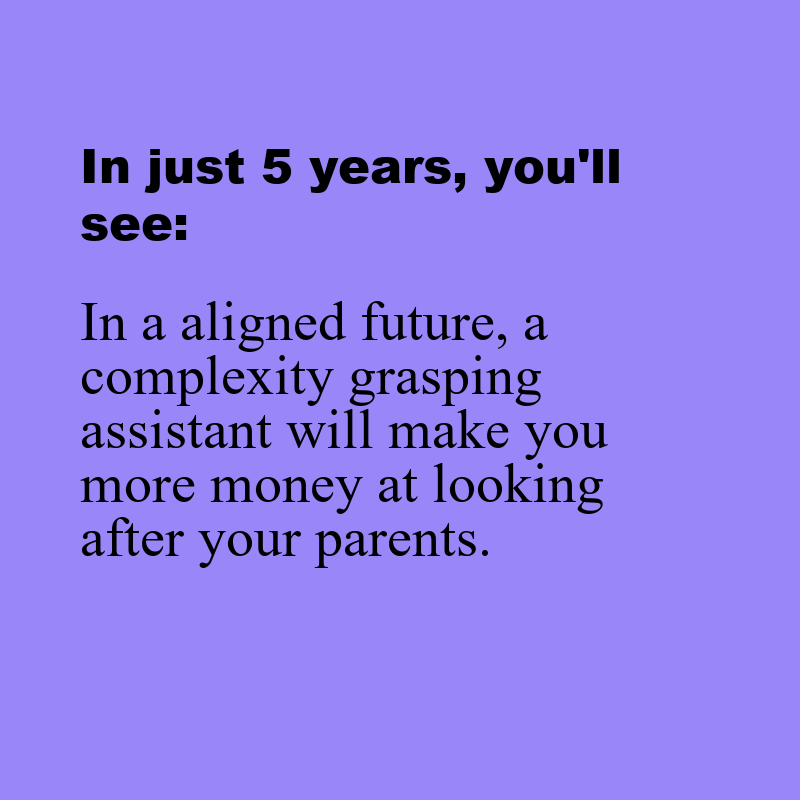 In just 5 years, you'll
see:
In a aligned future, a
complexity grasping
assistant will make you
more money at looking
after your parents.